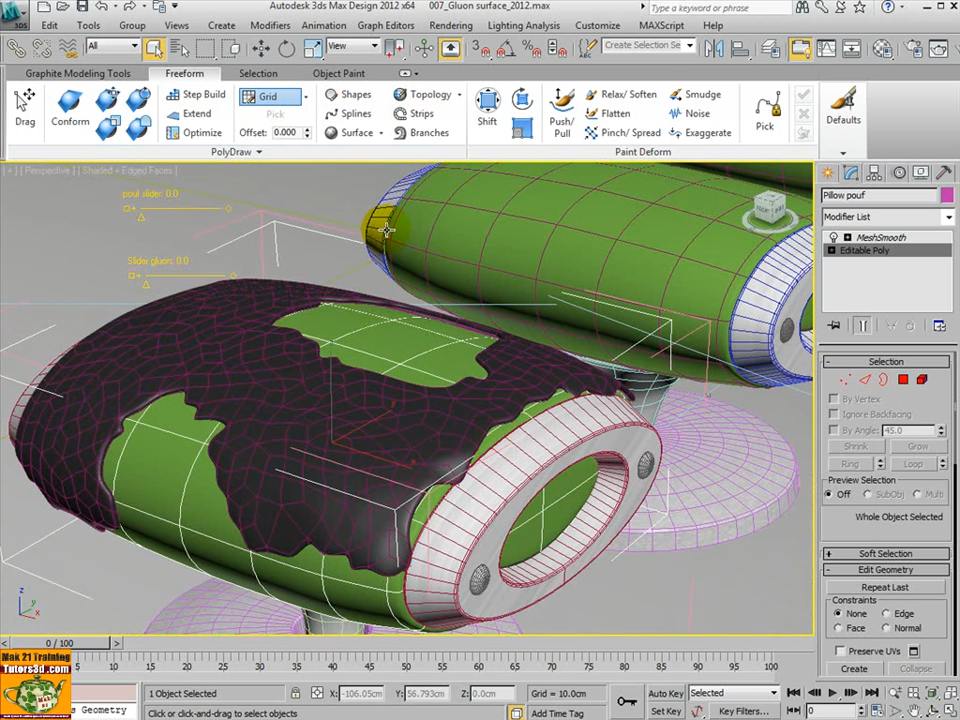 Autodesk 3ds Max Design 2012 x64 007_Gluon surface_2012.max
Type a keyword or phrase
Edit Tools Group Views Create Modifiers Animation Graph Editors Rendering Lighting Analysis Customize MAXScript Help
All View Create Selection Se
Graphite Modeling Tools Freeform Selection Object Paint
Step Build Grid Shapes Topology Relax/ Soften Smudge
Drag Conform Extend Pick Splines Strips Shift Push/ Pull Flatten Noise Pick Defaults
Optimize Offset: 0.000 Surface Branches Pinch/ Spread Exaggerate
PolyDraw Paint Deform
[ + ] [ Perspective ] [ Shaded + Edged Faces ]
pouf slider: 0.0
Slider gluon: 0.0
Pillow pouf
Modifier List
MeshSmooth
Editable Poly
Selection
By Vertex
Ignore Backfacing
By Angle: 45.0
Shrink Grow
Ring Loop
Preview Selection
Off SubObj Multi
Whole Object Selected
Soft Selection
Edit Geometry
Repeat Last
Constraints
None Edge
Face Normal
Preserve UVs
Create Collapse
z
y
x
0 / 100
10 15 20 25 30 35 40 45 50 55 60 65 70 75 80 85 90 95 100
Mak 21 Training
Tutors3d.com
s Geometry
1 Object Selected X: -106.05cm Y: 56.793cm Z: 0.0cm Grid = 10.0cm Auto Key Selected
Click or click-and-drag to select objects Add Time Tag Set Key Key Filters... 0